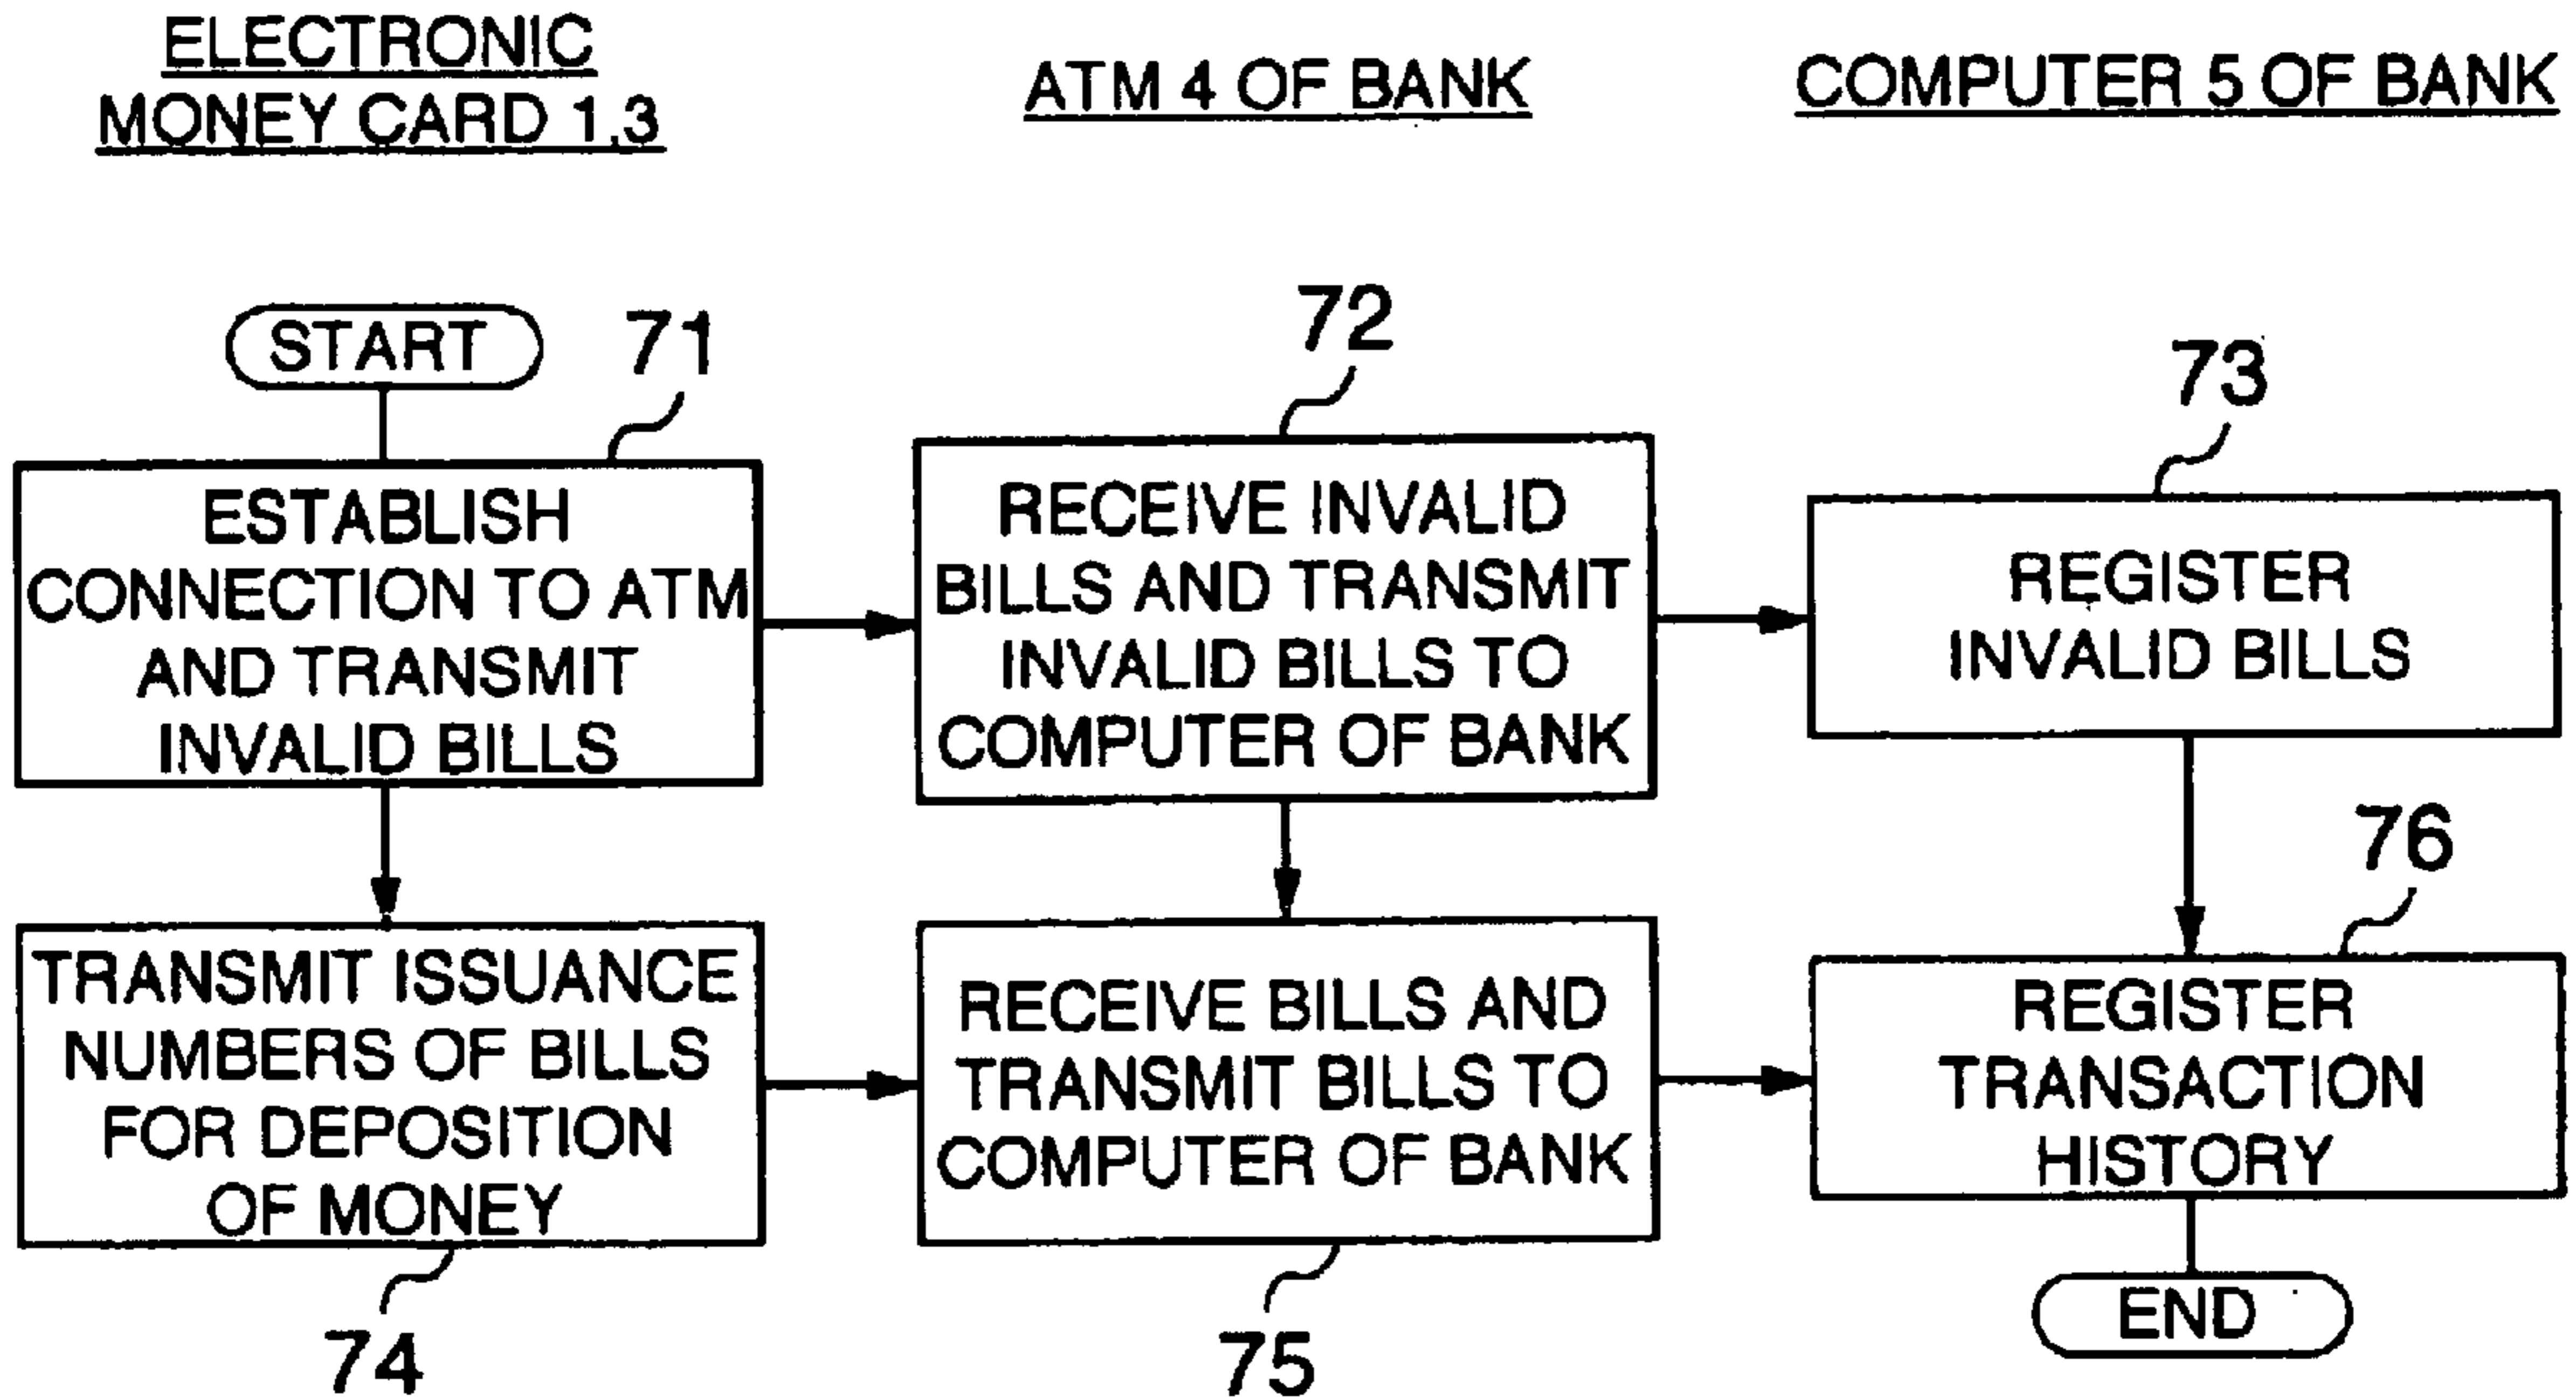 ELECTRONIC
MONEY CARD 1,3
ATM 4 OF BANK
COMPUTER 5 OF BANK
START
71
72
73
ESTABLISH
CONNECTION TO ATM
AND TRANSMIT
INVALID BILLS
RECEIVE INVALID
BILLS AND TRANSMIT
INVALID BILLS TO
COMPUTER OF BANK
REGISTER
INVALID BILLS
76
TRANSMIT ISSUANCE
NUMBERS OF BILLS
FOR DEPOSITION
OF MONEY
RECEIVE BILLS AND
TRANSMIT BILLS TO
COMPUTER OF BANK
REGISTER
TRANSACTION
HISTORY
74
75
END